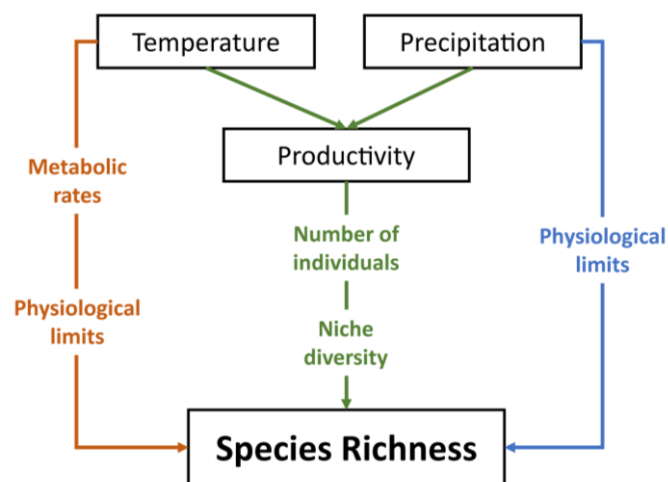 Temperature
Precipitation
Productivity
Metabolic
rates
Number of
individuals
Physiological
limits
Physiological
limits
Niche
diversity
Species Richness